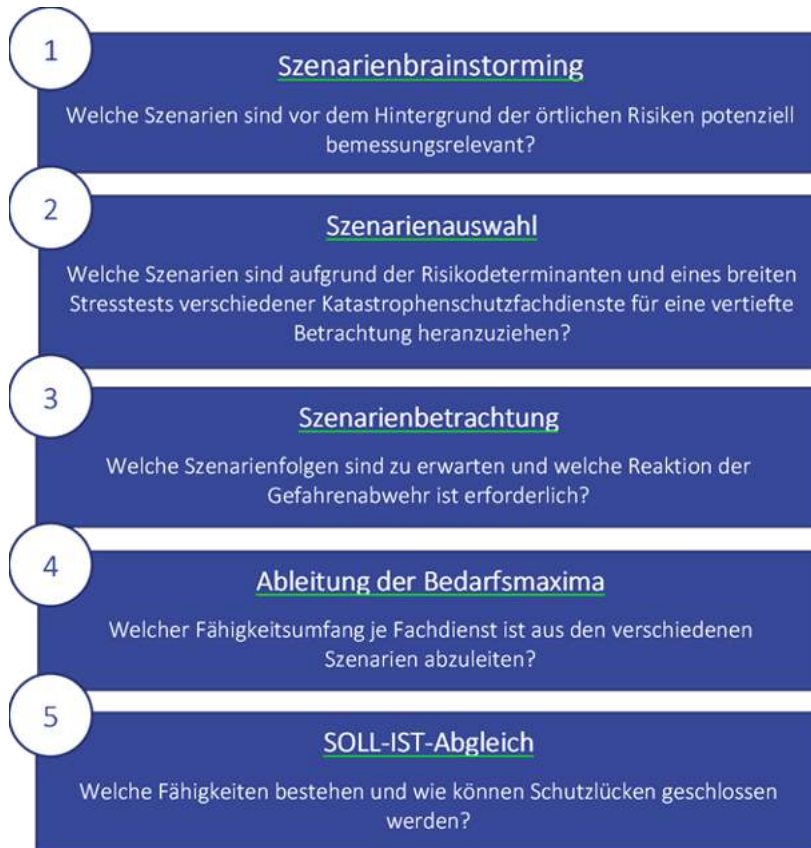 1
Szenarienbrainstorming
Welche Szenarien sind vor dem Hintergrund der örtlichen Risiken potenziell
bemessungsrelevant?
2
Szenarienauswahl
Welche Szenarien sind aufgrund der Risikodeterminanten und eines breiten
Stresstests verschiedener Katastrophenschutzfachdienste für eine vertiefte
Betrachtung heranzuziehen?
3
Szenarienbetrachtung
Welche Szenarienfolgen sind zu erwarten und welche Reaktion der
Gefahrenabwehr ist erforderlich?
4
Ableitung der Bedarfsmaxima
Welcher Fähigkeitsumfang je Fachdienst ist aus den verschiedenen
Szenarien abzuleiten?
5
SOLL-IST-Abgleich
Welche Fähigkeiten bestehen und wie können Schutzlücken geschlossen
werden?